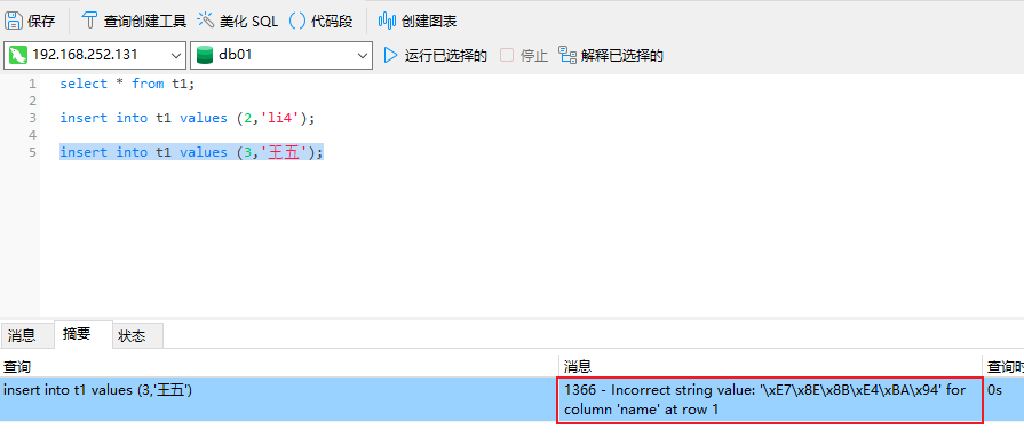 保存 查询创建工具 美化 SQL () 代码段 创建图表
192.168.252.131 db01 运行已选择的 停止 解释已选择的
1 select * from t1;
2
3 insert into t1 values (2,'li4');
4
5 insert into t1 values (3,'王五');
消息 摘要 状态
查询 消息 查询时
insert into t1 values (3,'王五') 1366 - Incorrect string value: '\xE7\x8E\x8B\xE4\xBA\x94' for 0s
column 'name' at row 1